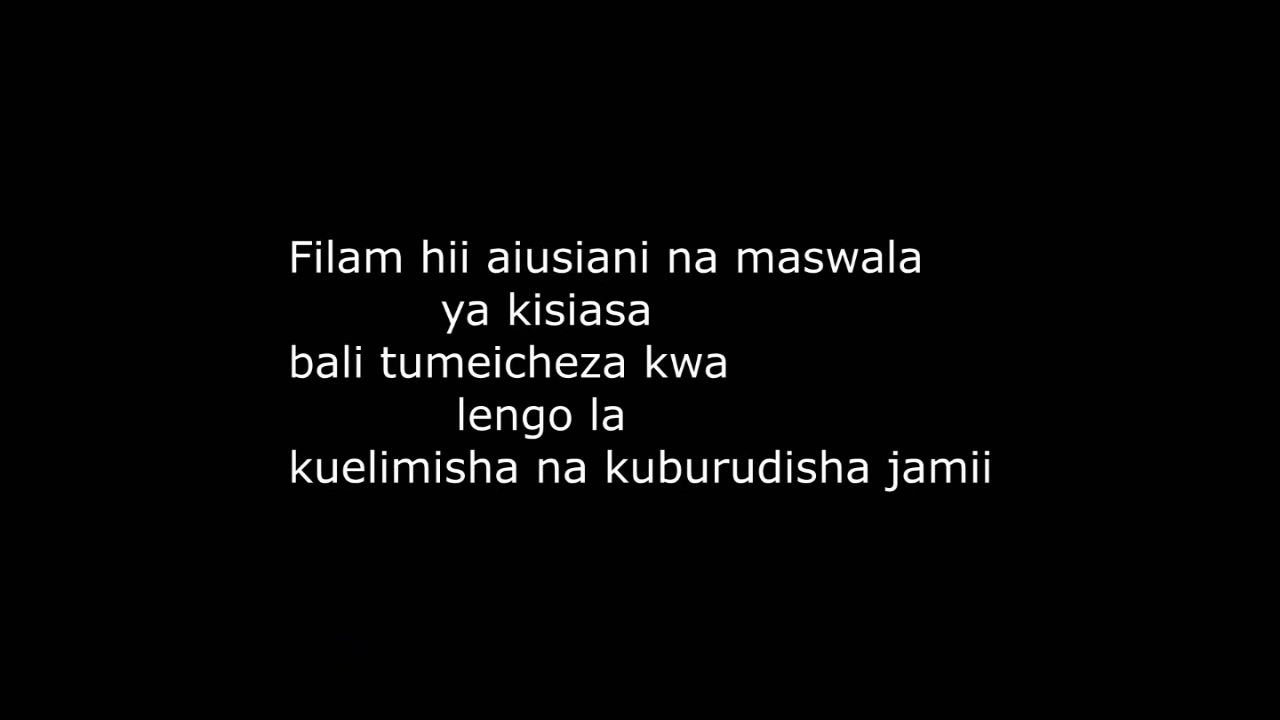 Filam hii aiusiani na maswala
ya kisiasa
bali tumeicheza kwa
lengo la
kuelimisha na kuburudisha jamii